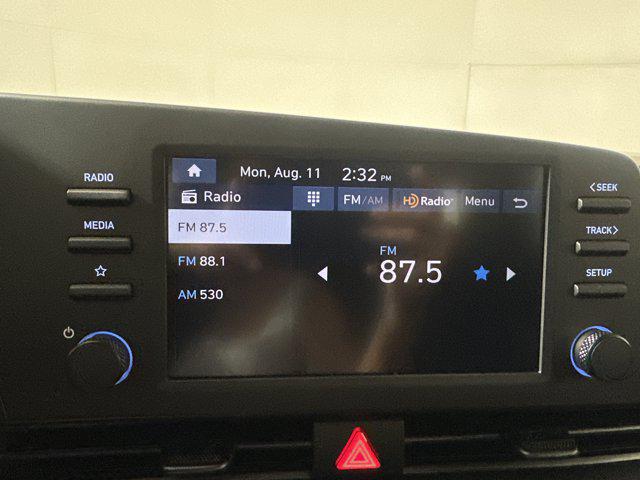 Mon, Aug. 11 2:32 PM
RADIO
Radio FM/AM HD Radio Menu
<SEEK
MEDIA
FM 87.5
TRACK>
FM 88.1
FM
87.5
SETUP
AM 530